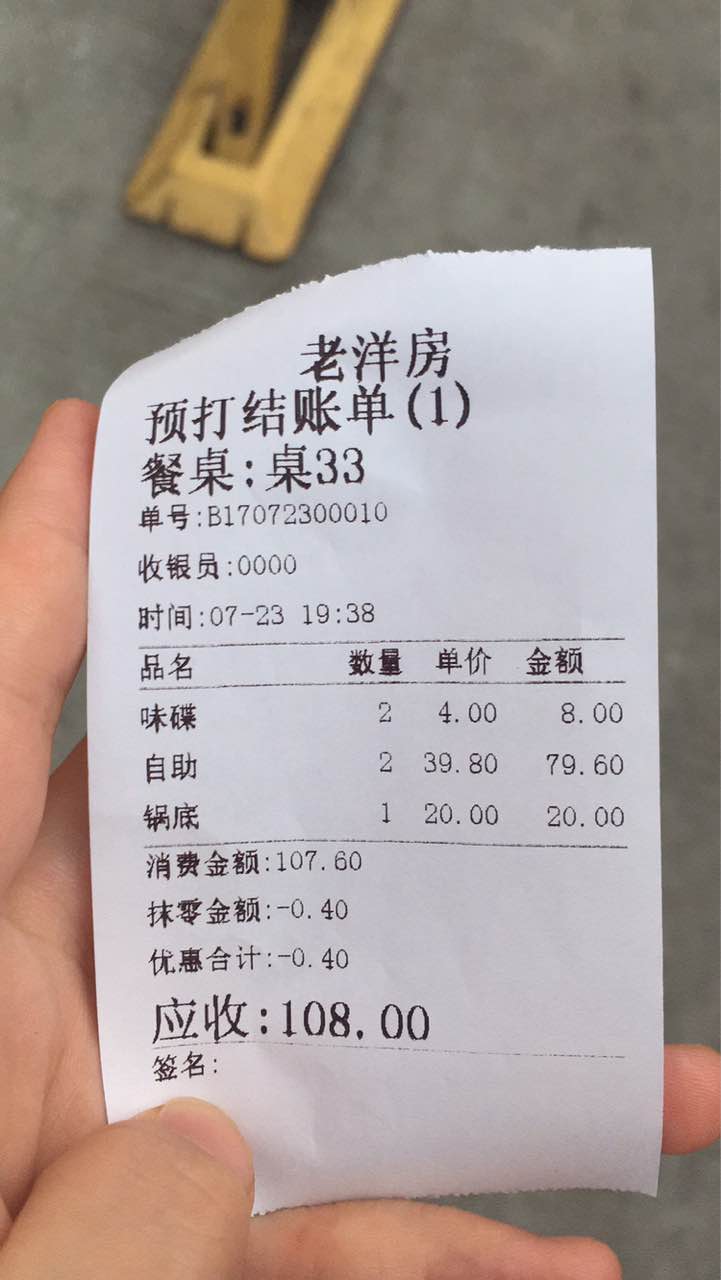 老洋房
预打结账单(1)
餐桌:桌33
单号:B17072300010
收银员:0000
时间:07-23 19:38
品名 数量 单价 金额
味碟 2 4.00 8.00
自助 2 39.80 79.60
锅底 1 20.00 20.00
消费金额:107.60
抹零金额:-0.40
优惠合计:-0.40
应收:108.00
签名: